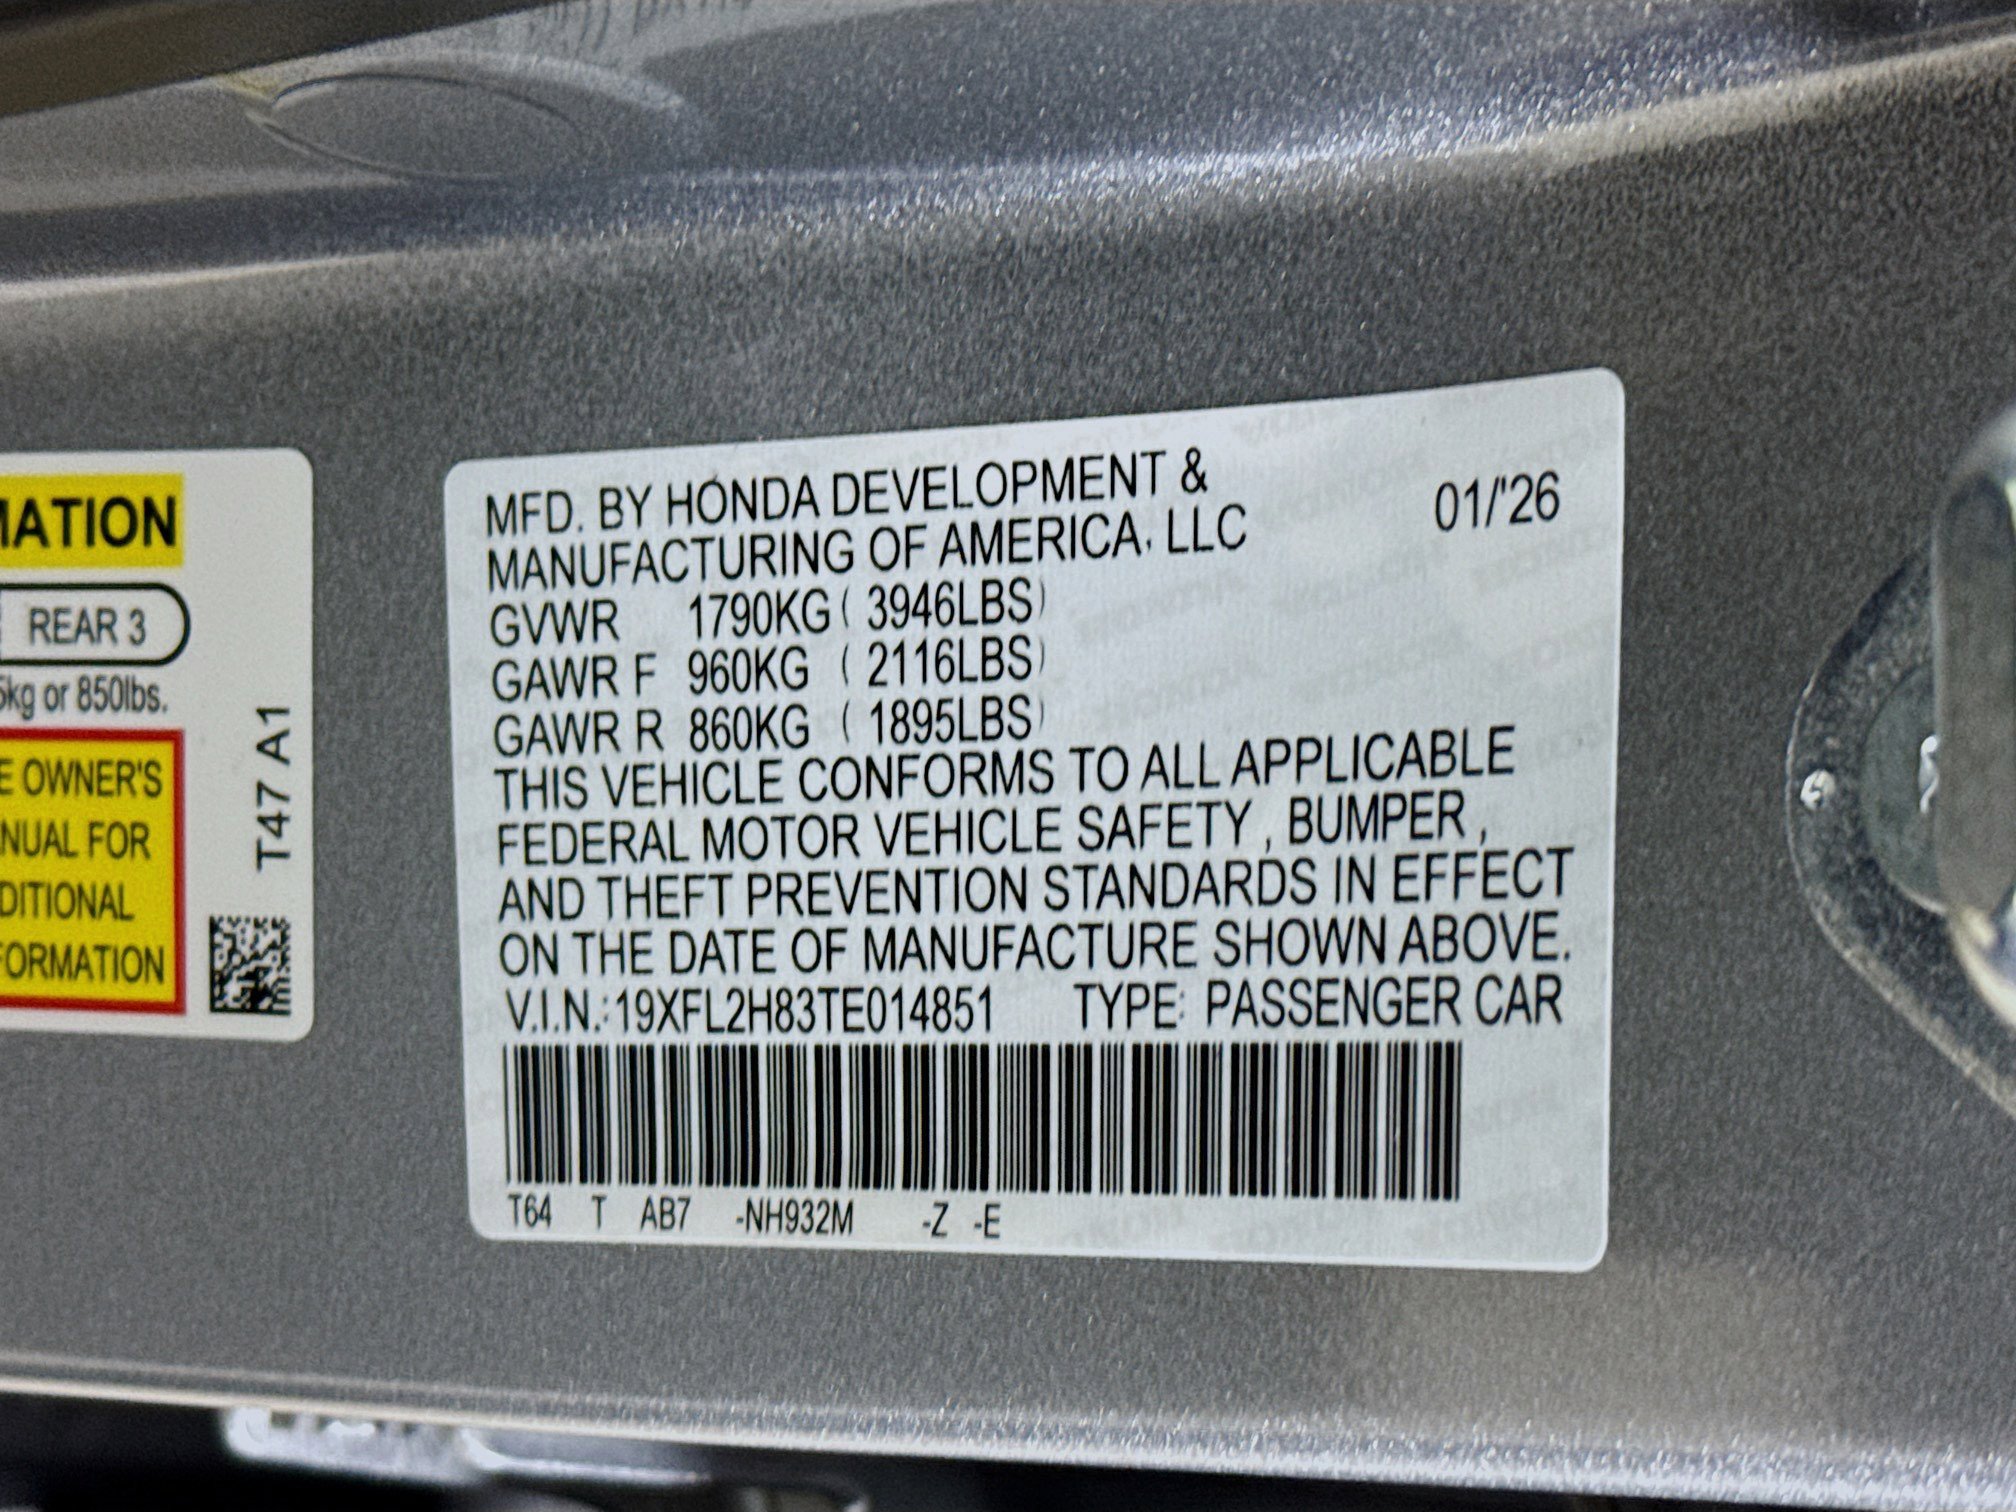 MATION
REAR 3
5kg or 850lbs.
E OWNER'S
NUAL FOR
DITIONAL
FORMATION
T47 A1
MFD. BY HONDA DEVELOPMENT &
MANUFACTURING OF AMERICA, LLC
01/'26
GVWR 1790KG ( 3946LBS)
GAWR F 960KG ( 2116LBS)
GAWR R 860KG ( 1895LBS)
THIS VEHICLE CONFORMS TO ALL APPLICABLE
FEDERAL MOTOR VEHICLE SAFETY , BUMPER ,
AND THEFT PREVENTION STANDARDS IN EFFECT
ON THE DATE OF MANUFACTURE SHOWN ABOVE.
V.I.N.:19XFL2H83TE014851 TYPE: PASSENGER CAR
T64 T AB7 -NH932M -Z -E